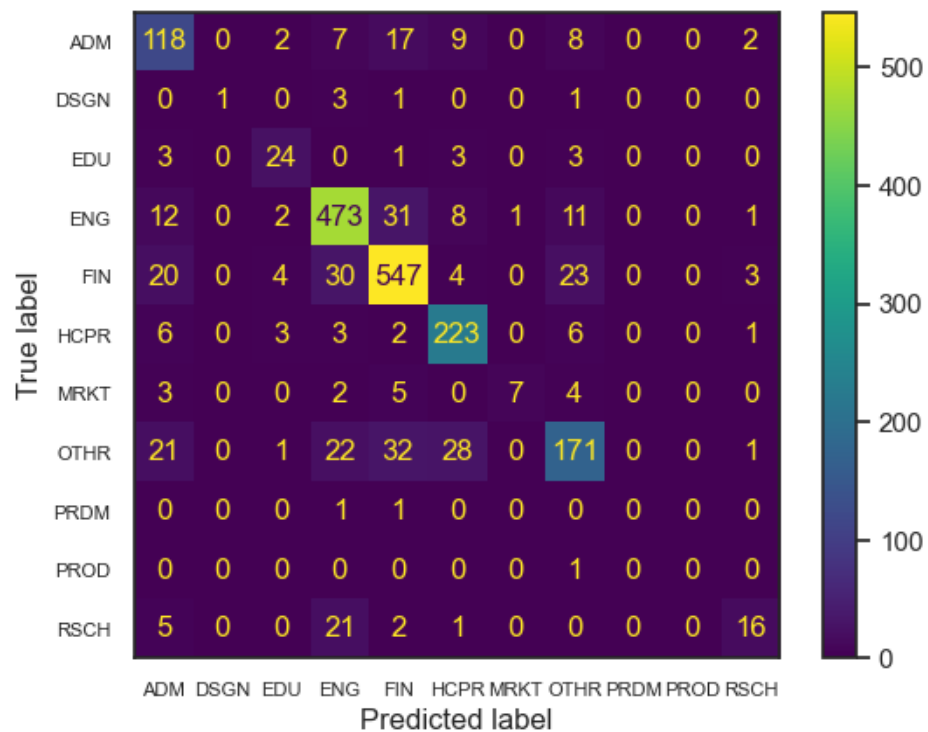 ADM 118 0 2 7 17 9 0 8 0 0 2
DSGN 0 1 0 3 1 0 0 1 0 0 0
EDU 3 0 24 0 1 3 0 3 0 0 0
ENG 12 0 2 473 31 8 1 11 0 0 1
FIN 20 0 4 30 547 4 0 23 0 0 3
HCPR 6 0 3 3 2 223 0 6 0 0 1
MRKT 3 0 0 2 5 0 7 4 0 0 0
OTHR 21 0 1 22 32 28 0 171 0 0 1
PRDM 0 0 0 1 1 0 0 0 0 0 0
PROD 0 0 0 0 0 0 0 1 0 0 0
RSCH 5 0 0 21 2 1 0 0 0 0 16
ADM DSGN EDU ENG FIN HCPR MRKT OTHR PRDM PROD RSCH
Predicted label
True label
500
400
300
200
100
0